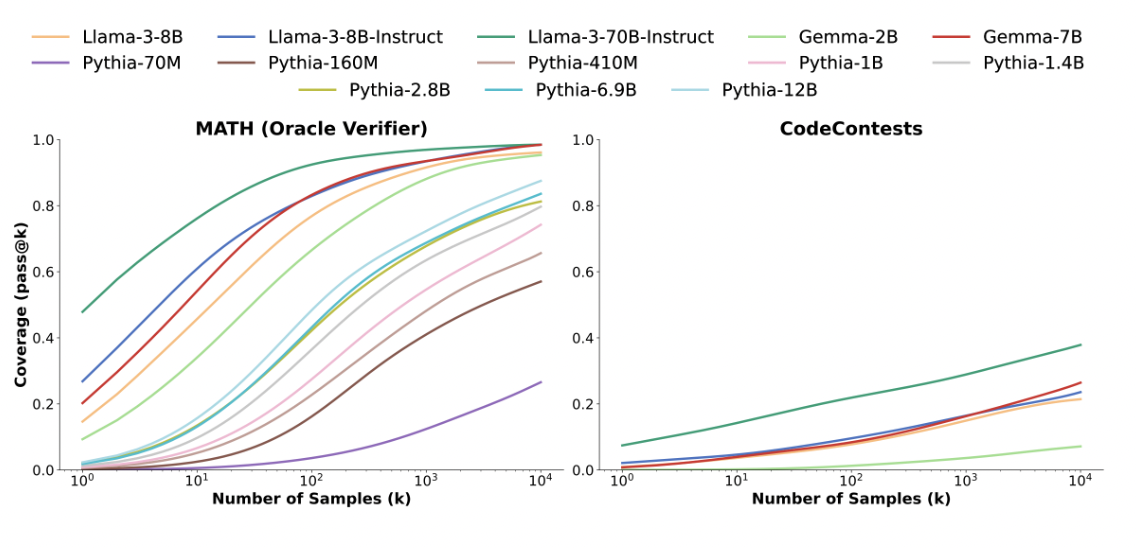 Llama-3-8B Llama-3-8B-Instruct Llama-3-70B-Instruct Gemma-2B Gemma-7B
Pythia-70M Pythia-160M Pythia-410M Pythia-1B Pythia-1.4B
Pythia-2.8B Pythia-6.9B Pythia-12B
MATH (Oracle Verifier)
1.0
0.8
0.6
0.4
0.2
0.0
Coverage (pass@k)
10⁰ 10¹ 10² 10³ 10⁴
Number of Samples (k)
CodeContests
1.0
0.8
0.6
0.4
0.2
0.0
10⁰ 10¹ 10² 10³ 10⁴
Number of Samples (k)